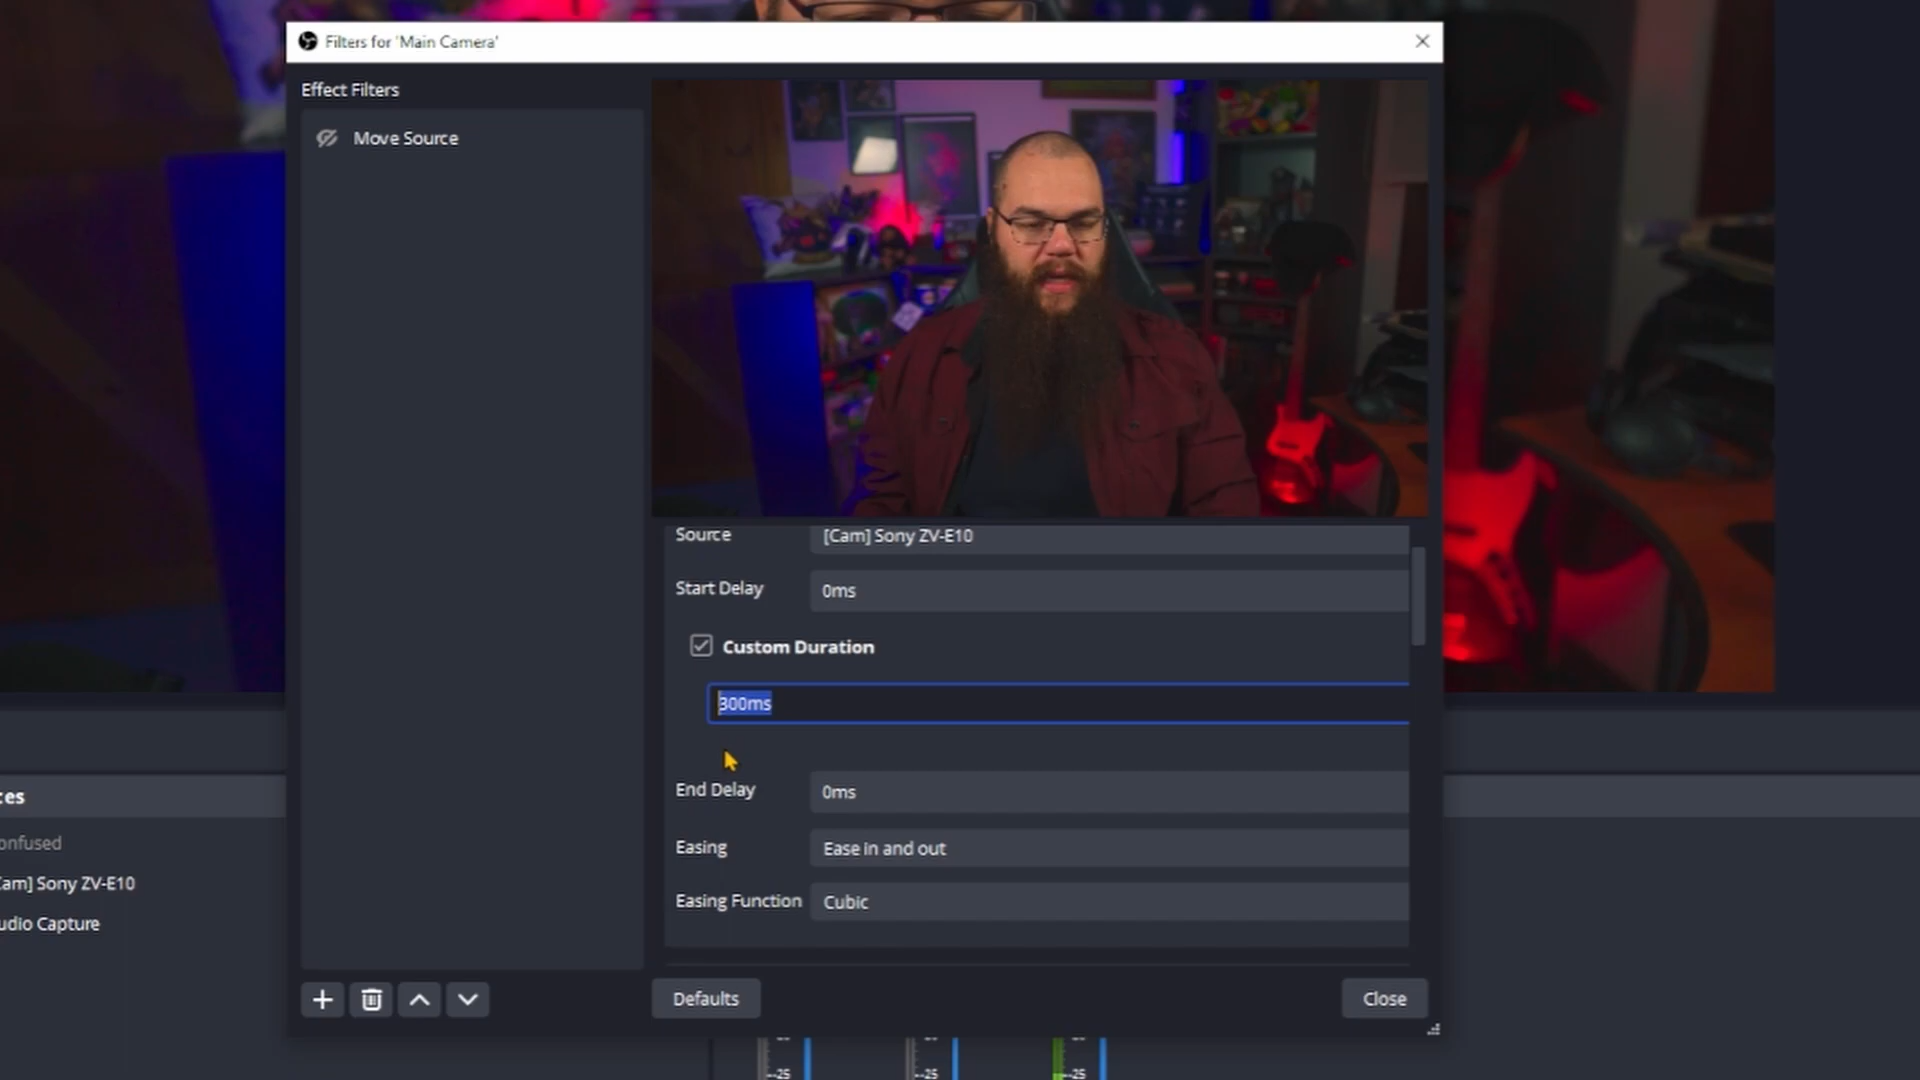 Filters for 'Main Camera'
Effect Filters
Move Source
Source
[Cam] Sony ZV-E10
Start Delay
0ms
Custom Duration
300ms
End Delay
0ms
Easing
Ease in and out
Easing Function
Cubic
Defaults
Close
ces
onfused
am] Sony ZV-E10
udio Capture
-25
-25
-25